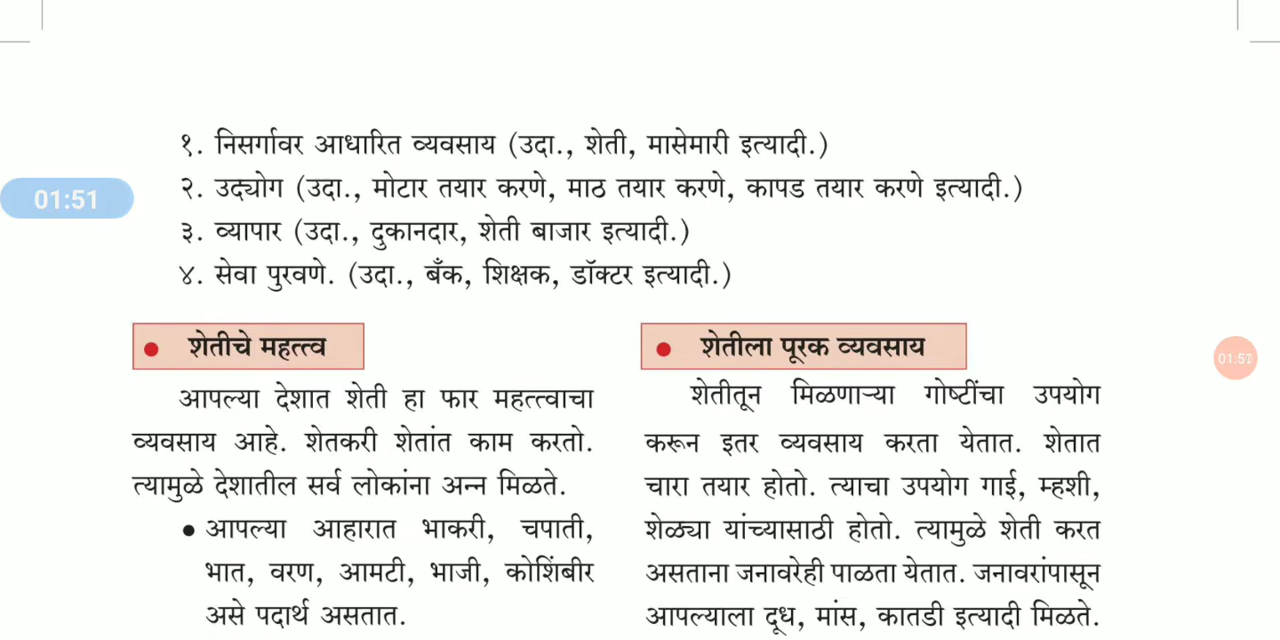 १. निसर्गावर आधारित व्यवसाय (उदा., शेती, मासेमारी इत्यादी.)
२. उद्योग (उदा., मोटार तयार करणे, माठ तयार करणे, कापड तयार करणे इत्यादी.)
01:51
३. व्यापार (उदा., दुकानदार, शेती बाजार इत्यादी.)
४. सेवा पुरवणे. (उदा., बँक, शिक्षक, डॉक्टर इत्यादी.)
● शेतीचे महत्त्व
आपल्या देशात शेती हा फार महत्त्वाचा
व्यवसाय आहे. शेतकरी शेतांत काम करतो.
त्यामुळे देशातील सर्व लोकांना अन्न मिळते.
● आपल्या आहारात भाकरी, चपाती,
भात, वरण, आमटी, भाजी, कोशिंबीर
असे पदार्थ असतात.
● शेतीला पूरक व्यवसाय
शेतीतून मिळणाऱ्या गोष्टींचा उपयोग
करून इतर व्यवसाय करता येतात. शेतात
चारा तयार होतो. त्याचा उपयोग गाई, म्हशी,
शेळ्या यांच्यासाठी होतो. त्यामुळे शेती करत
असताना जनावरेही पाळता येतात. जनावरांपासून
आपल्याला दूध, मांस, कातडी इत्यादी मिळते.
01:51